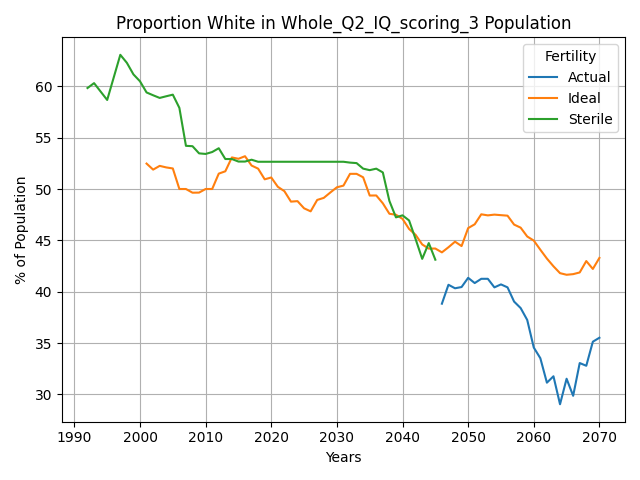 Proportion White in Whole_Q2_IQ_scoring_3 Population
Fertility
Actual
Ideal
Sterile
% of Population
60
55
50
45
40
35
30
1990
2000
2010
2020
2030
2040
2050
2060
2070
Years